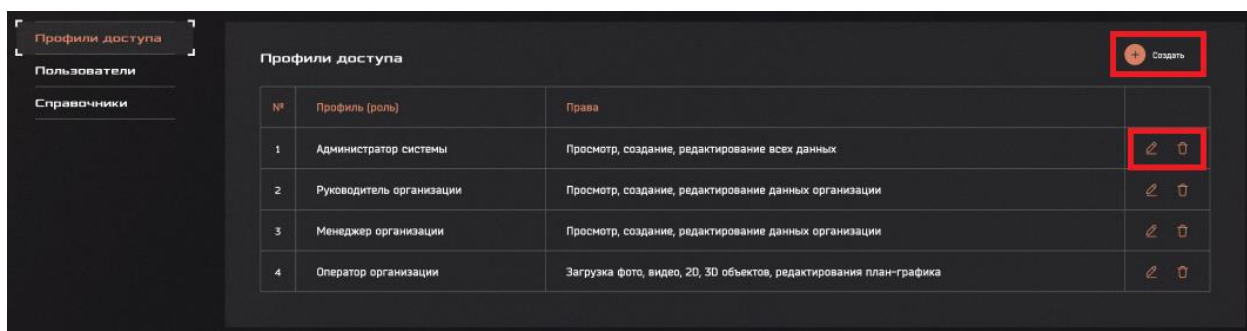 Профили доступа
Пользователи
Справочники
Профили доступа
Создать
№ Профиль (роль) Права
1 Администратор системы Просмотр, создание, редактирование всех данных
2 Руководитель организации Просмотр, создание, редактирование данных организации
3 Менеджер организации Просмотр, создание, редактирование данных организации
4 Оператор организации Загрузка фото, видео, 2D, 3D объектов, редактирования план-графика